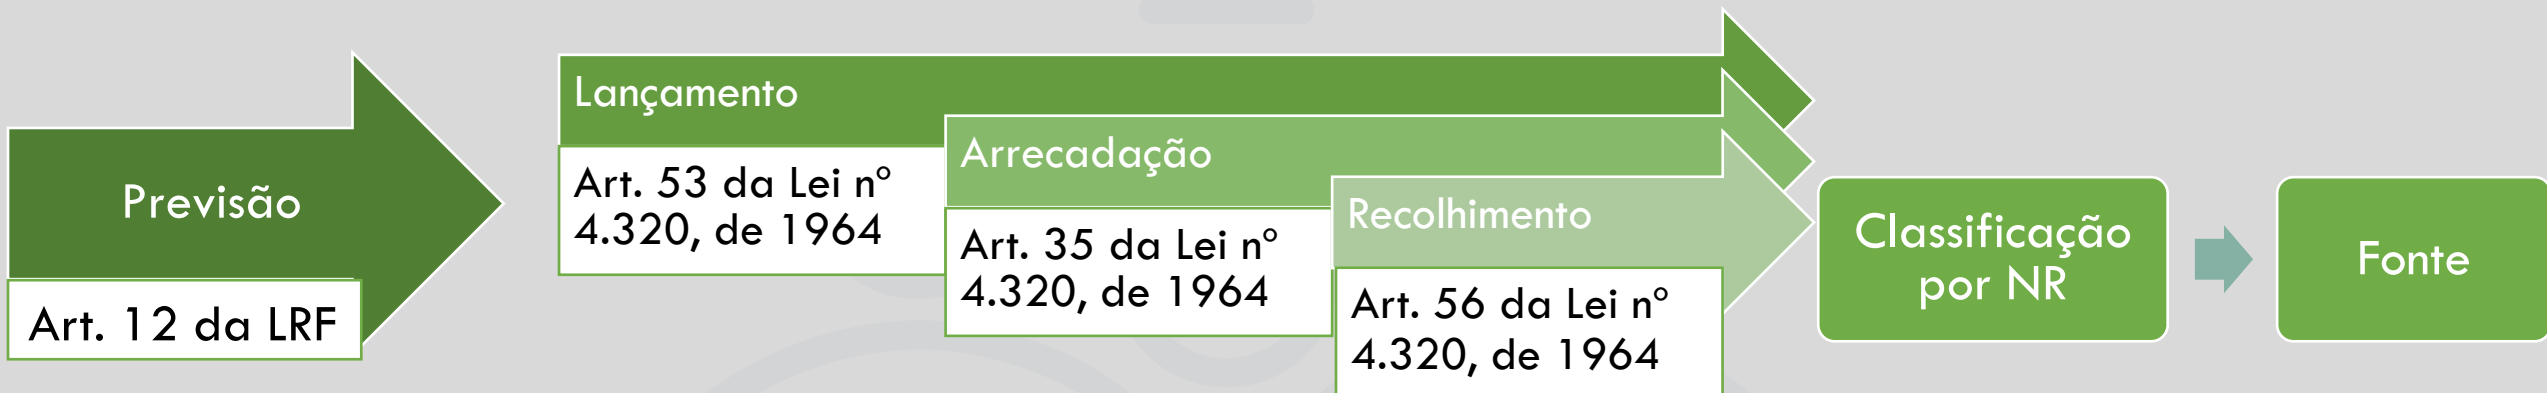 Previsão
Art. 12 da LRF
Lançamento
Art. 53 da Lei nº
4.320, de 1964
Arrecadação
Art. 35 da Lei nº
4.320, de 1964
Recolhimento
Art. 56 da Lei nº
4.320, de 1964
Classificação
por NR
Fonte